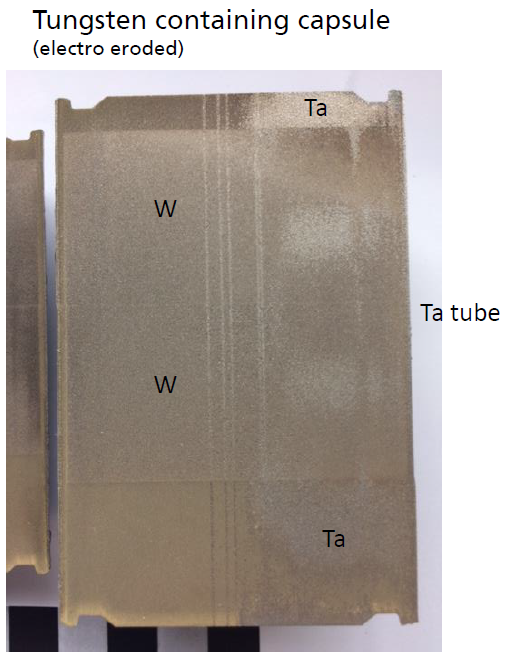 Tungsten containing capsule
(electro eroded)
Ta
W
Ta tube
W
Ta